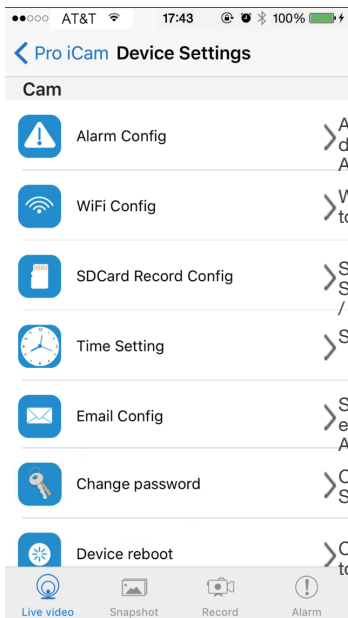 AT&T 17:43 100%
Pro iCam Device Settings
Cam
Alarm Config
WiFi Config
SDCard Record Config
Time Setting
Email Config
Change password
Device reboot
Live video Snapshot Record Alarm